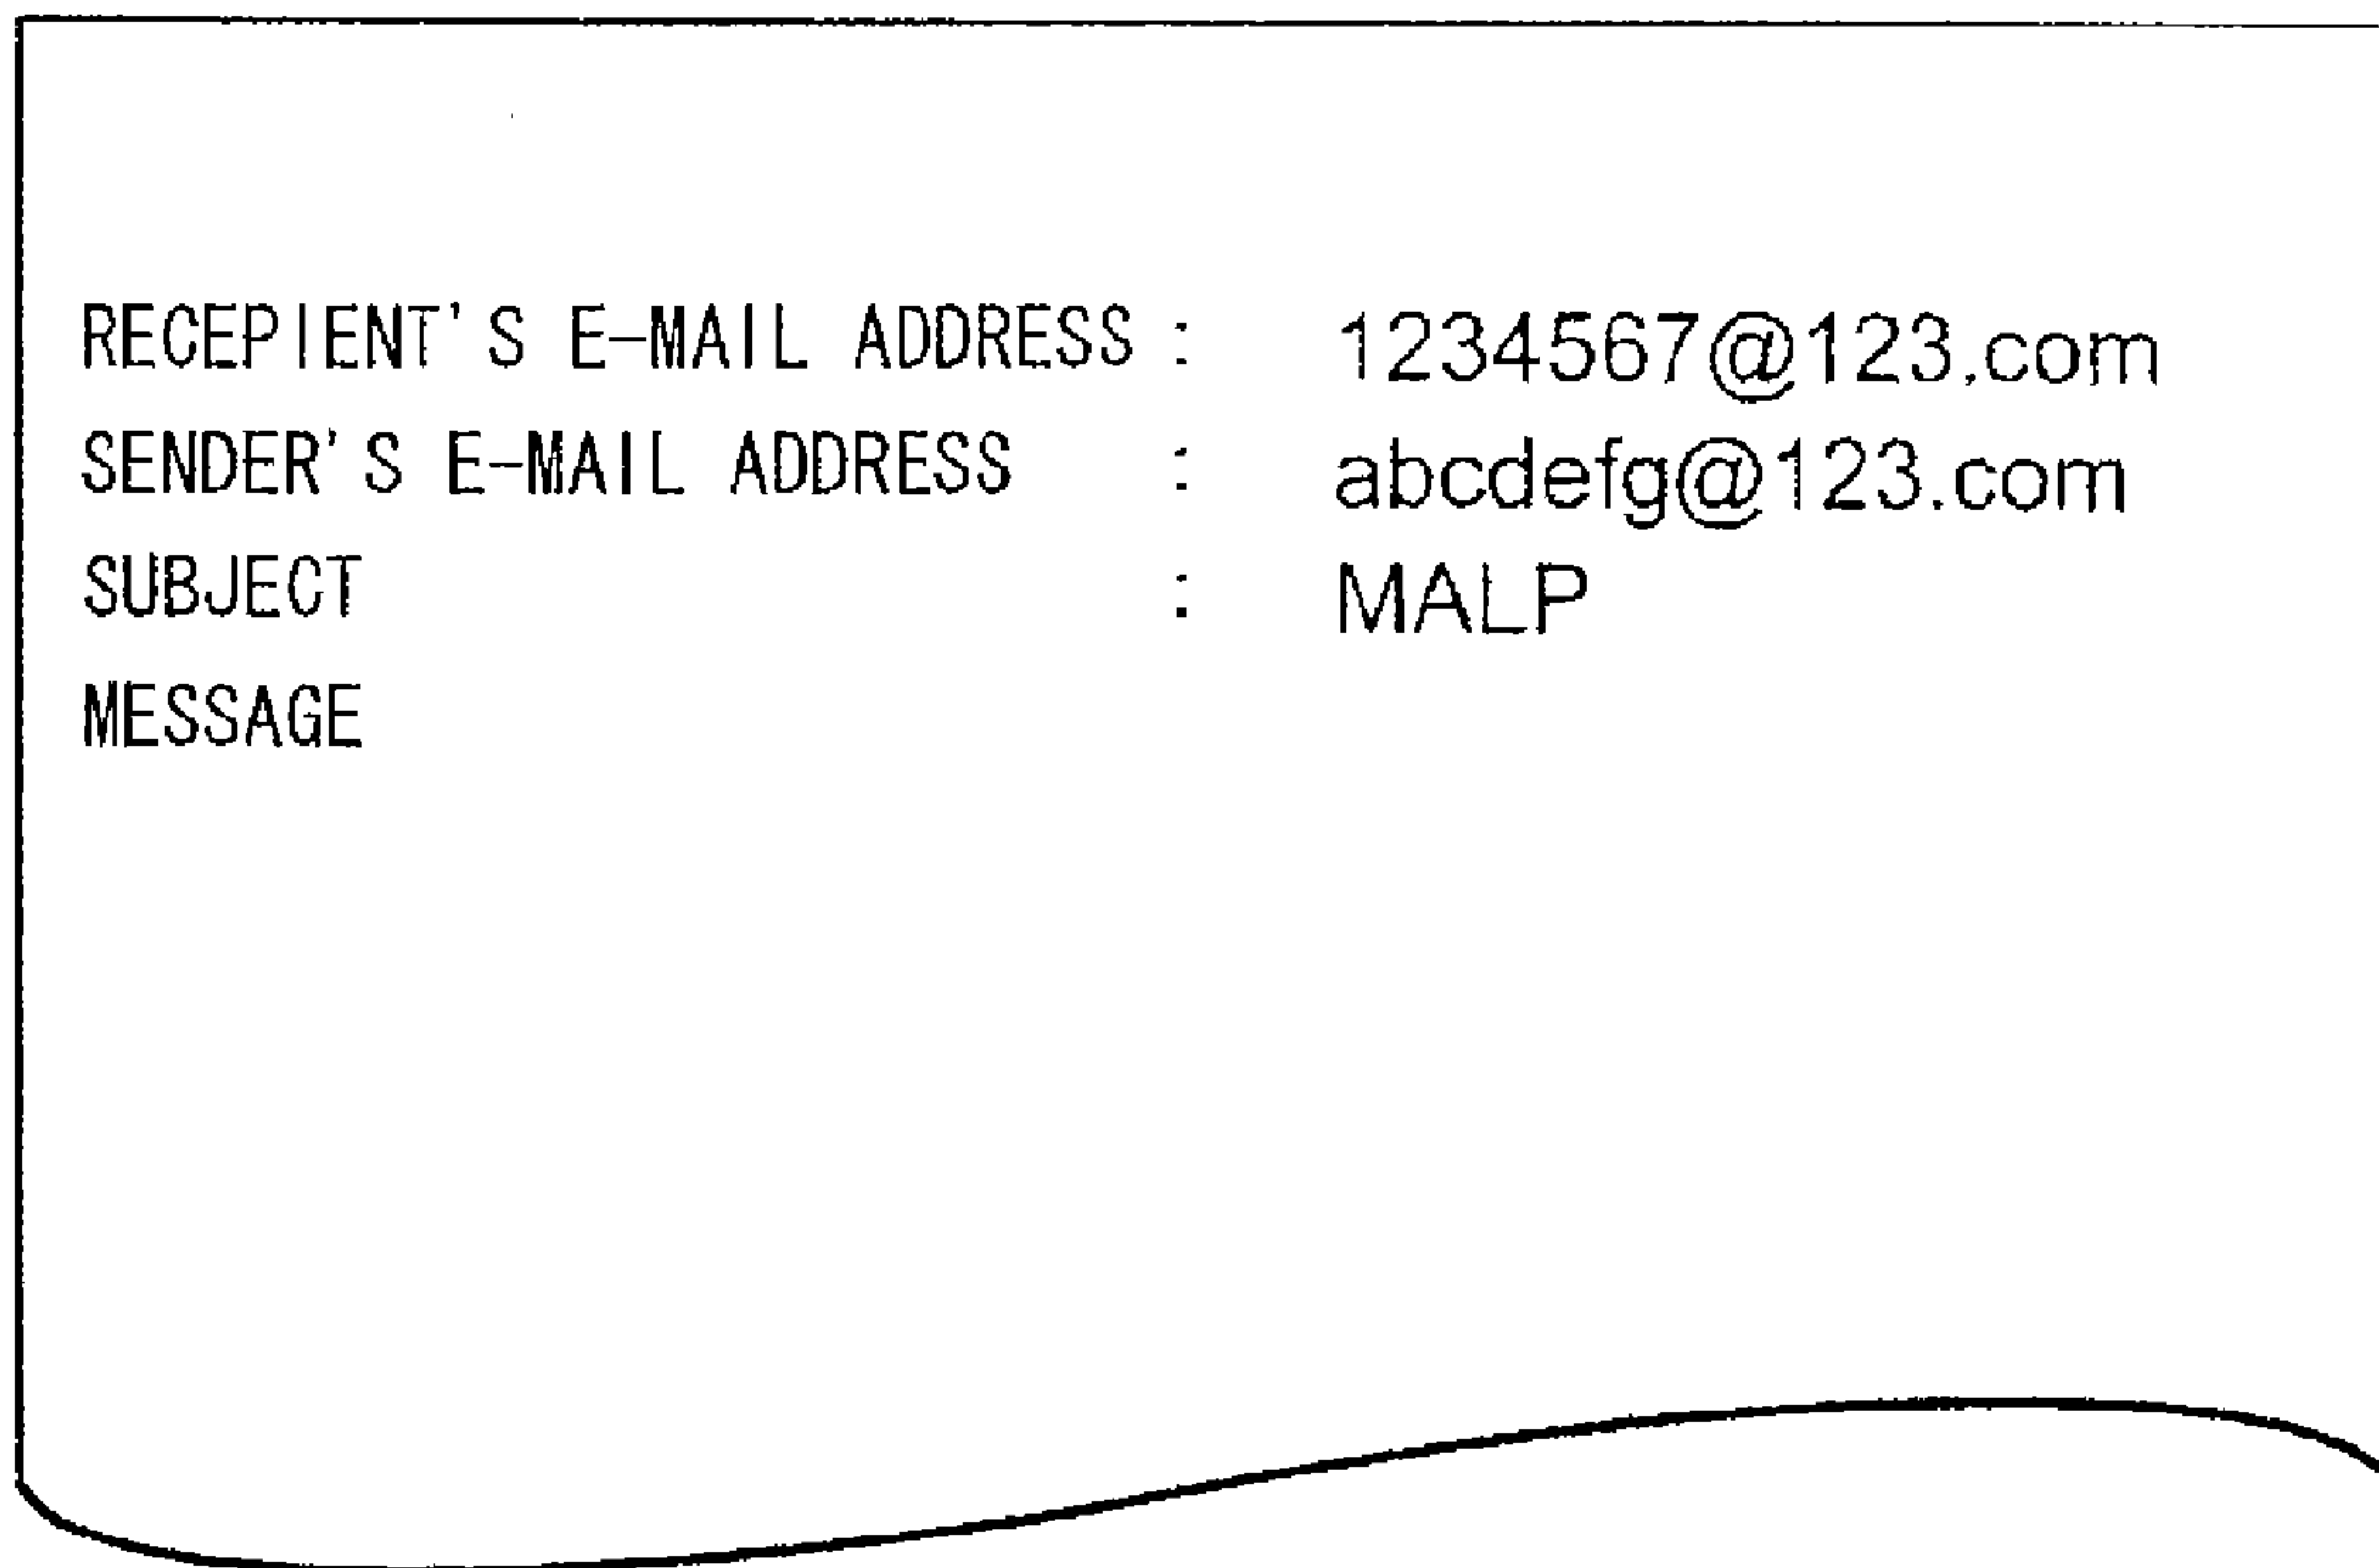 RECEPIENT'S E-MAIL ADDRESS : 1234567@123.com
SENDER'S E-MAIL ADDRESS : abcdefg@123.com
SUBJECT : MALP
MESSAGE